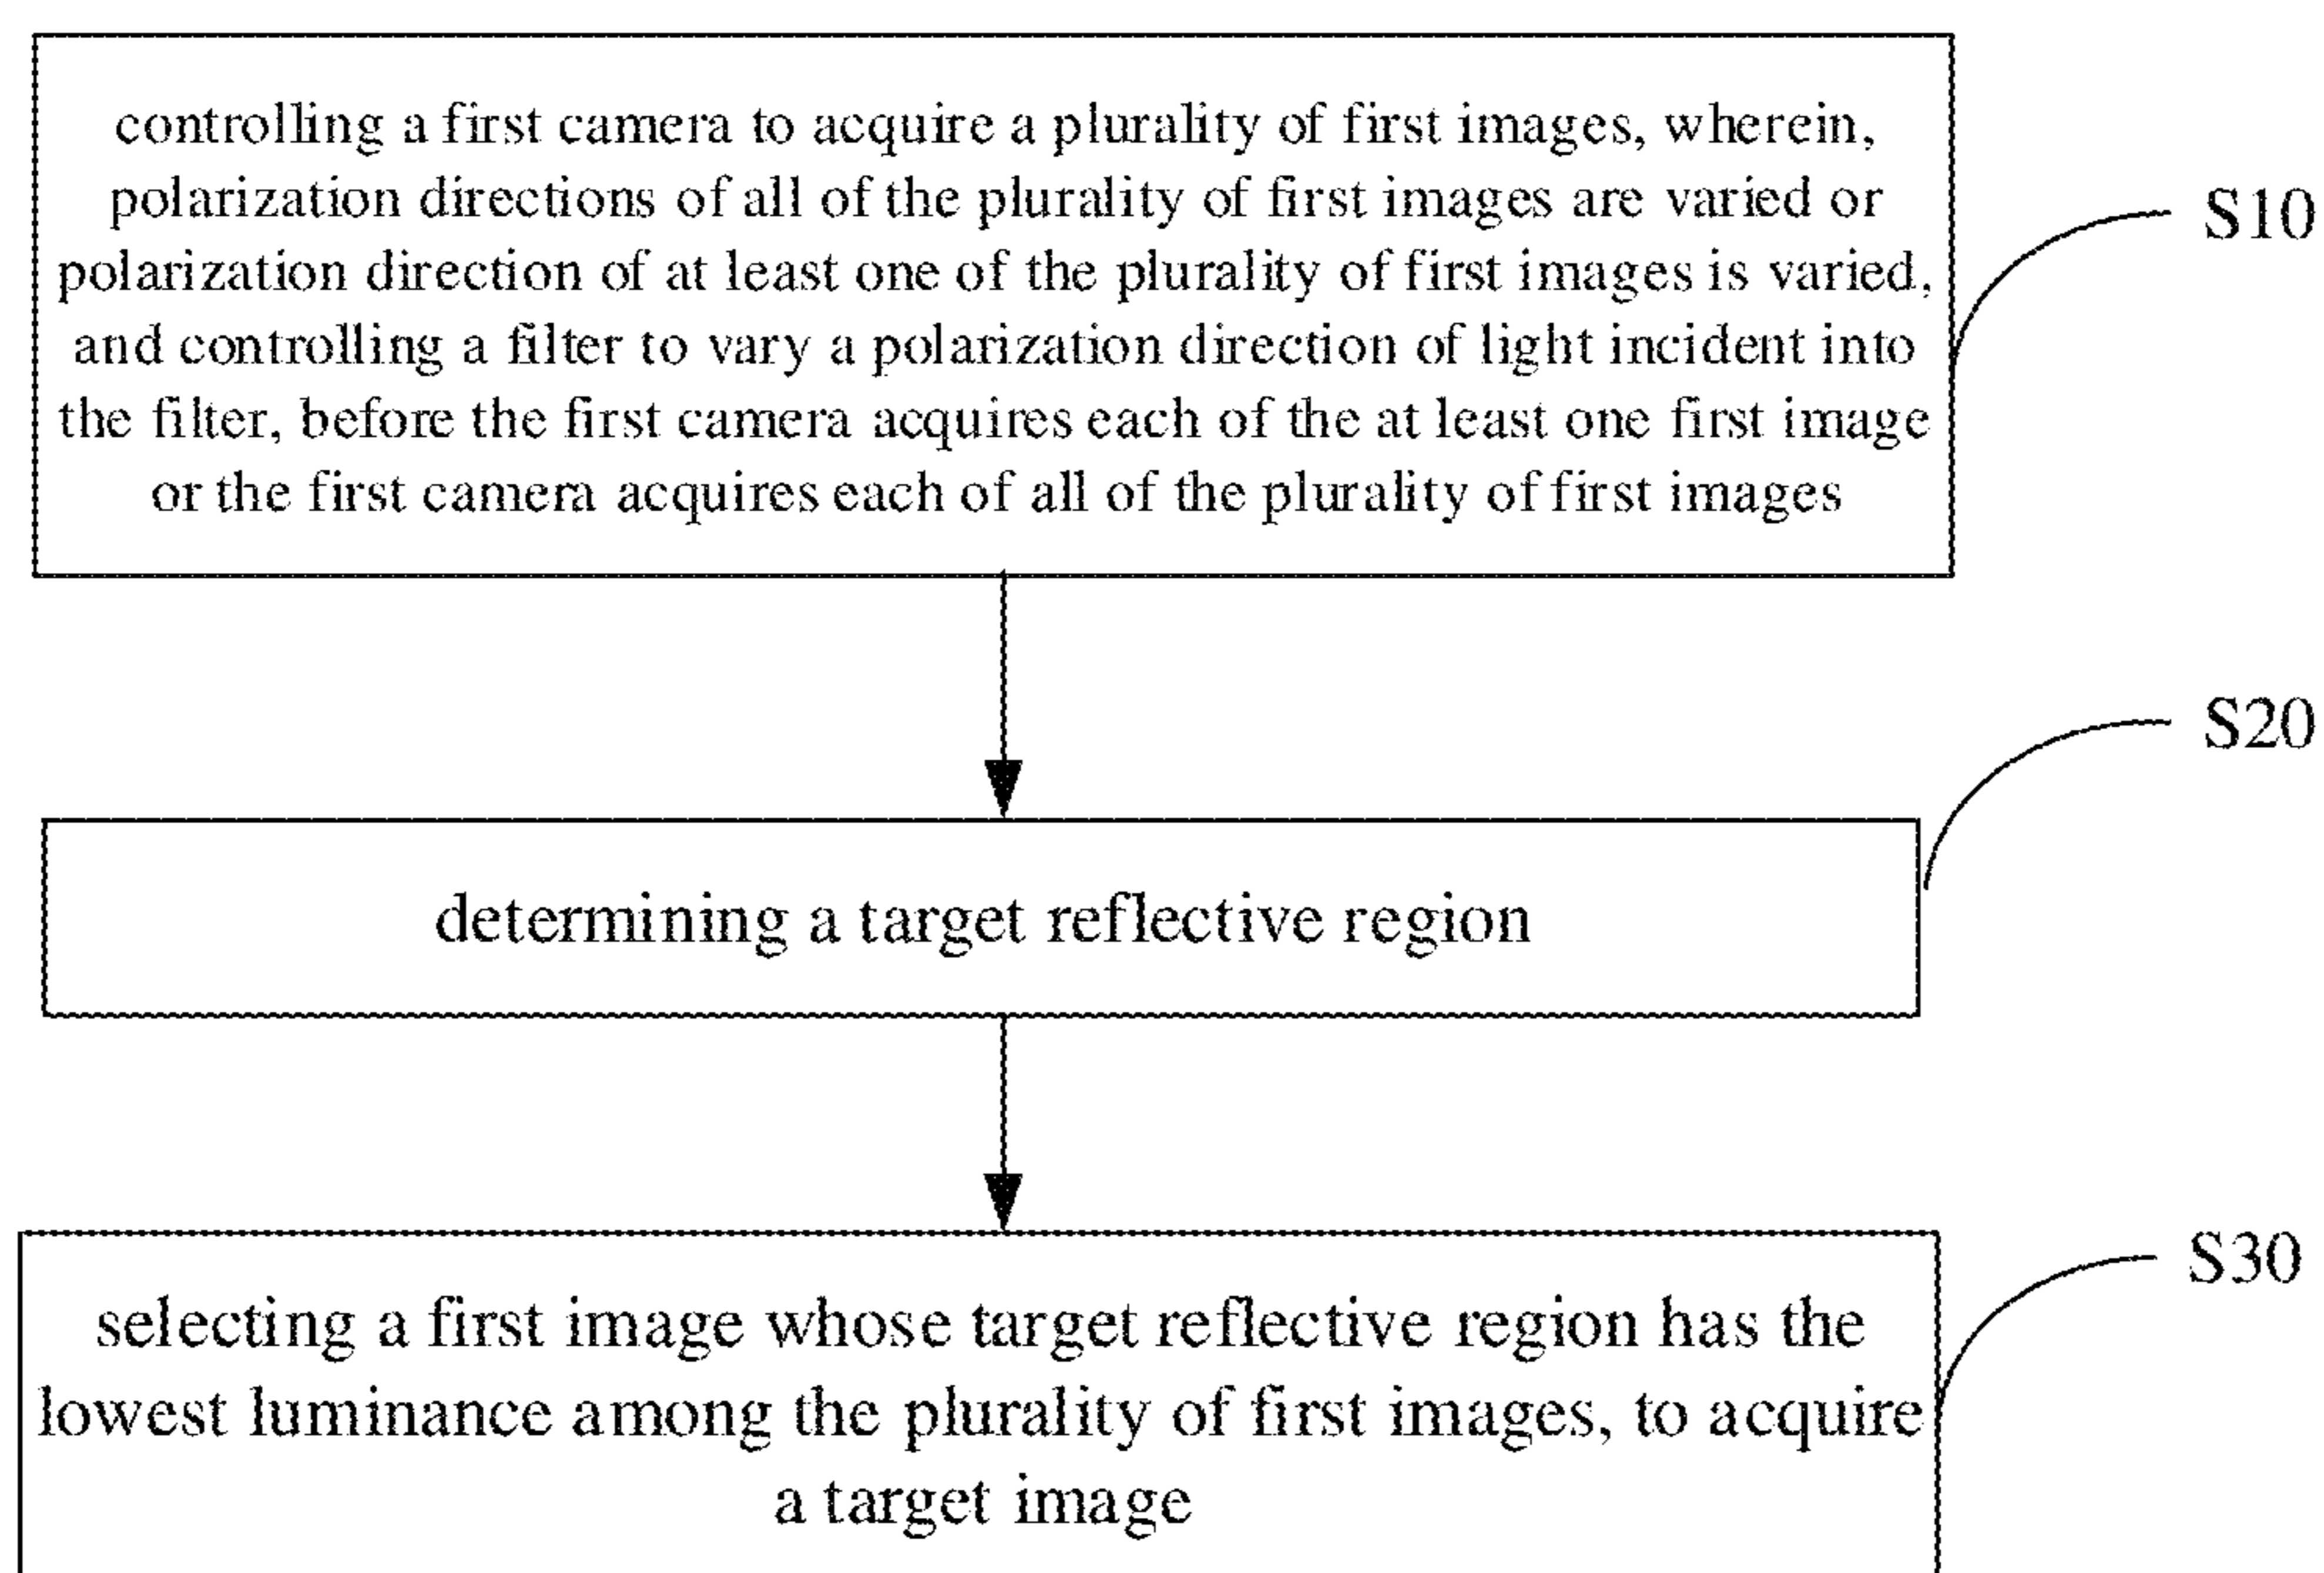 controlling a first camera to acquire a plurality of first images, wherein,
polarization directions of all of the plurality of first images are varied or
polarization direction of at least one of the plurality of first images is varied,
and controlling a filter to vary a polarization direction of light incident into
the filter, before the first camera acquires each of the at least one first image
or the first camera acquires each of all of the plurality of first images
S10
determining a target reflective region
S20
selecting a first image whose target reflective region has the
lowest luminance among the plurality of first images, to acquire
a target image
S30